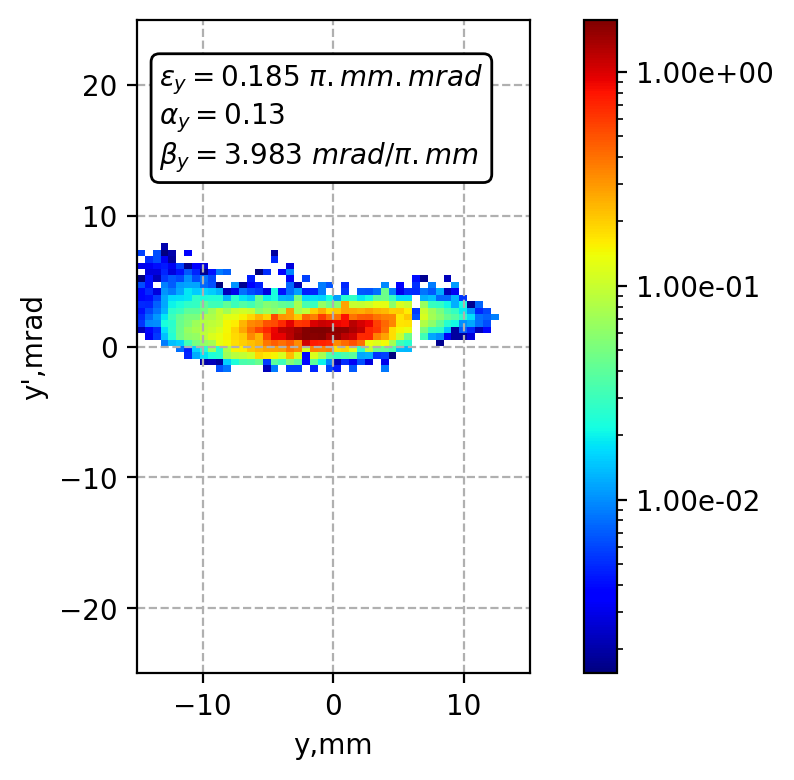 εy = 0.185 π.mm.mrad
αy = 0.13
βy = 3.983 mrad/π.mm
20
10
0
−10
−20
y',mrad
−10 0 10
y,mm
1.00e+00
1.00e-01
1.00e-02